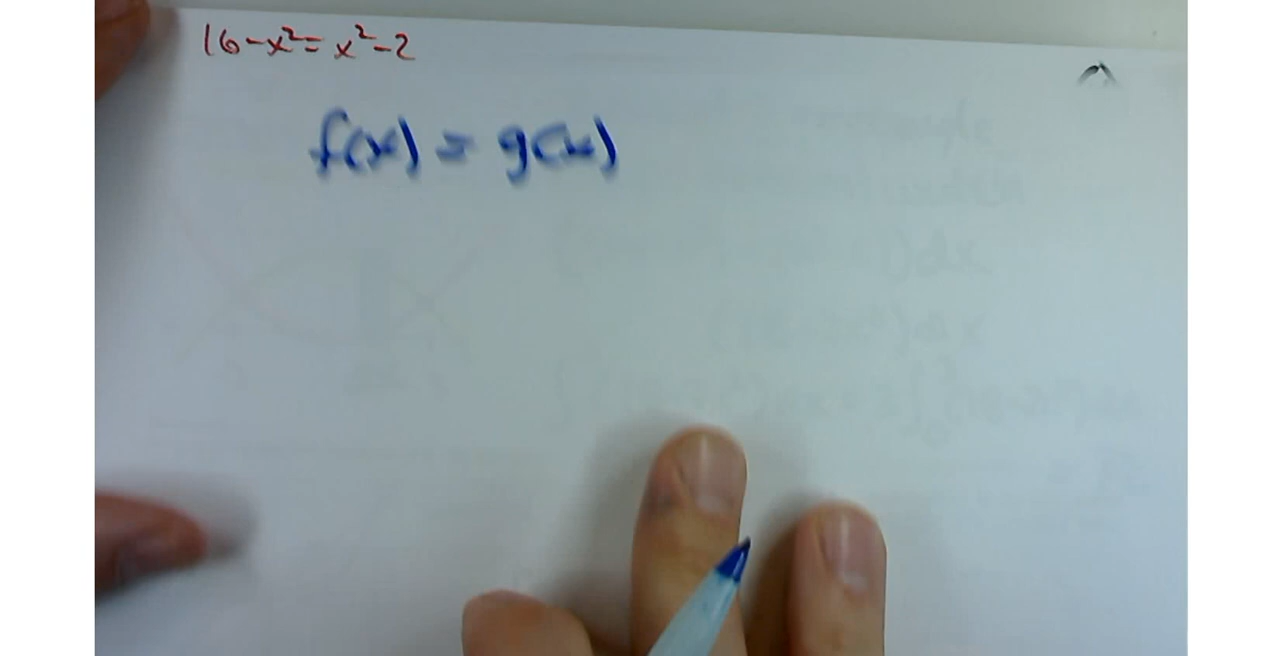 16-x²=x²-2
f(x) = g(x)